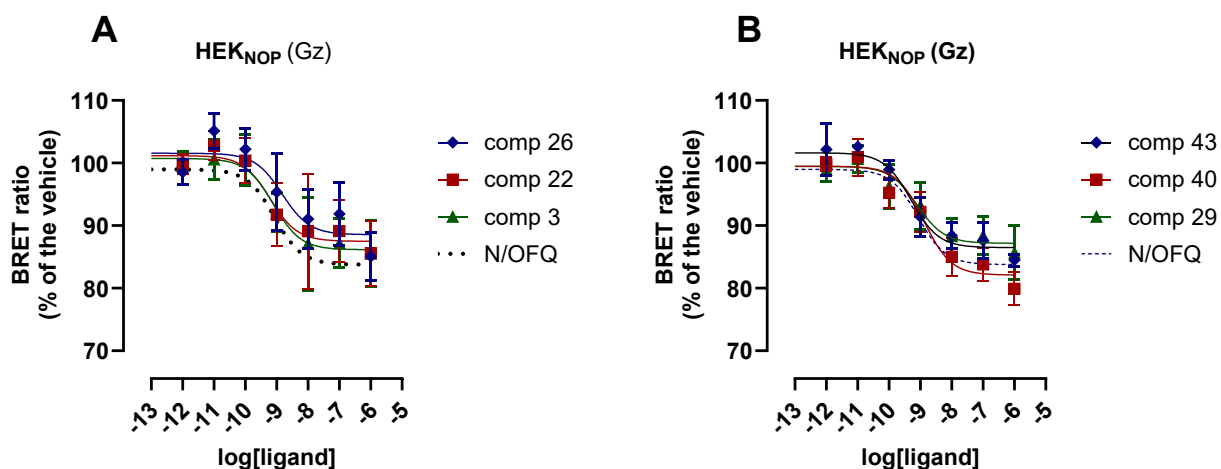 A
HEKNOP (Gz)
BRET ratio
(% of the vehicle)
110
100
90
80
70
-13
-12
-11
-10
-9
-8
-7
-6
-5
log[ligand]
comp 26
comp 22
comp 3
N/OFQ
B
HEKNOP (Gz)
BRET ratio
(% of the vehicle)
110
100
90
80
70
-13
-12
-11
-10
-9
-8
-7
-6
-5
log[ligand]
comp 43
comp 40
comp 29
N/OFQ